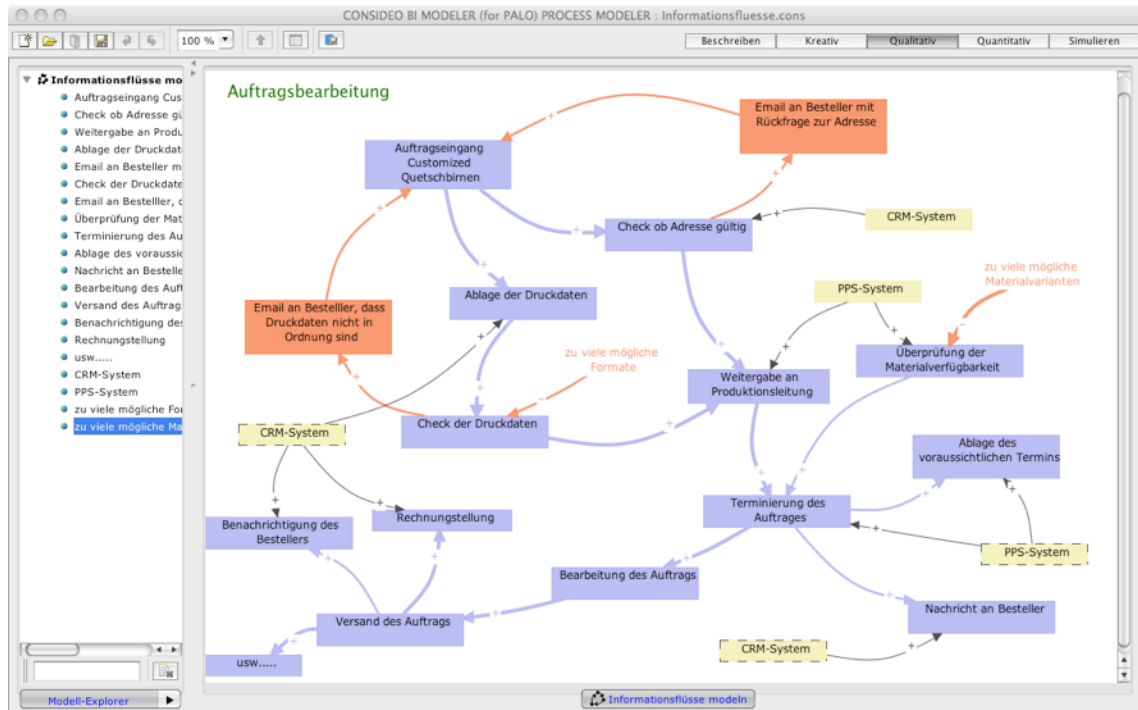 CONSIDEO BI MODELER (for PALO) PROCESS MODELER : Informationsfluesse.cons
100 %
Beschreiben
Kreativ
Qualitativ
Quantitativ
Simulieren
Informationsflüsse mo
Auftragseingang Cus
Check ob Adresse gü
Weitergabe an Produ
Ablage der Druckdat
Email an Besteller m
Check der Druckdate
Email an Bestelller, d
Überprüfung der Mat
Terminierung des Au
Ablage des voraussic
Nachricht an Bestelle
Bearbeitung des Auft
Versand des Auftrag
Benachrichtigung des
Rechnungstellung
usw.....
CRM-System
PPS-System
zu viele mögliche For
zu viele mögliche Ma
Modell-Explorer
Auftragsbearbeitung
Email an Besteller mit
Rückfrage zur Adresse
Auftragseingang
Customized
Quetschbirnen
Check ob Adresse gültig
CRM-System
zu viele mögliche
Materialvarianten
PPS-System
Ablage der Druckdaten
Email an Bestelller, dass
Druckdaten nicht in
Ordnung sind
zu viele mögliche
Formate
Überprüfung der
Materialverfügbarkeit
Weitergabe an
Produktionsleitung
Check der Druckdaten
CRM-System
Ablage des
voraussichtlichen Termins
Terminierung des
Auftrages
Rechnungstellung
Benachrichtigung des
Bestellers
PPS-System
Bearbeitung des Auftrags
Nachricht an Besteller
Versand des Auftrags
CRM-System
usw.....
Informationsflüsse modeln